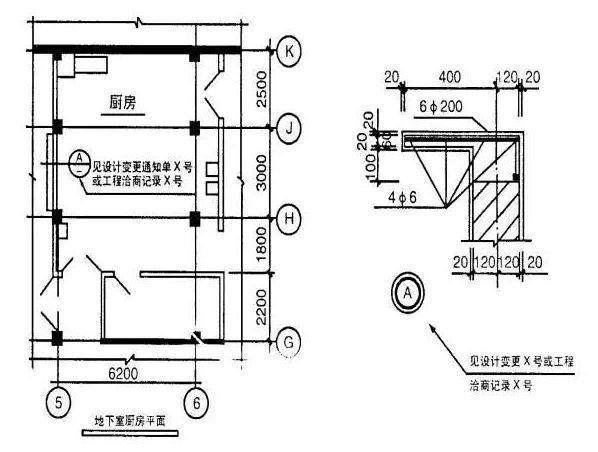 K
2500
厨房
J
A
见设计变更通知单X号
或工程洽商记录X号
3000
H
1800
2200
G
6200
5
6
地下室厨房平面
20
400
120
20
6φ200
20
20
60
100
4φ6
20
120
120
20
A
见设计变更X号或工程
洽商记录X号